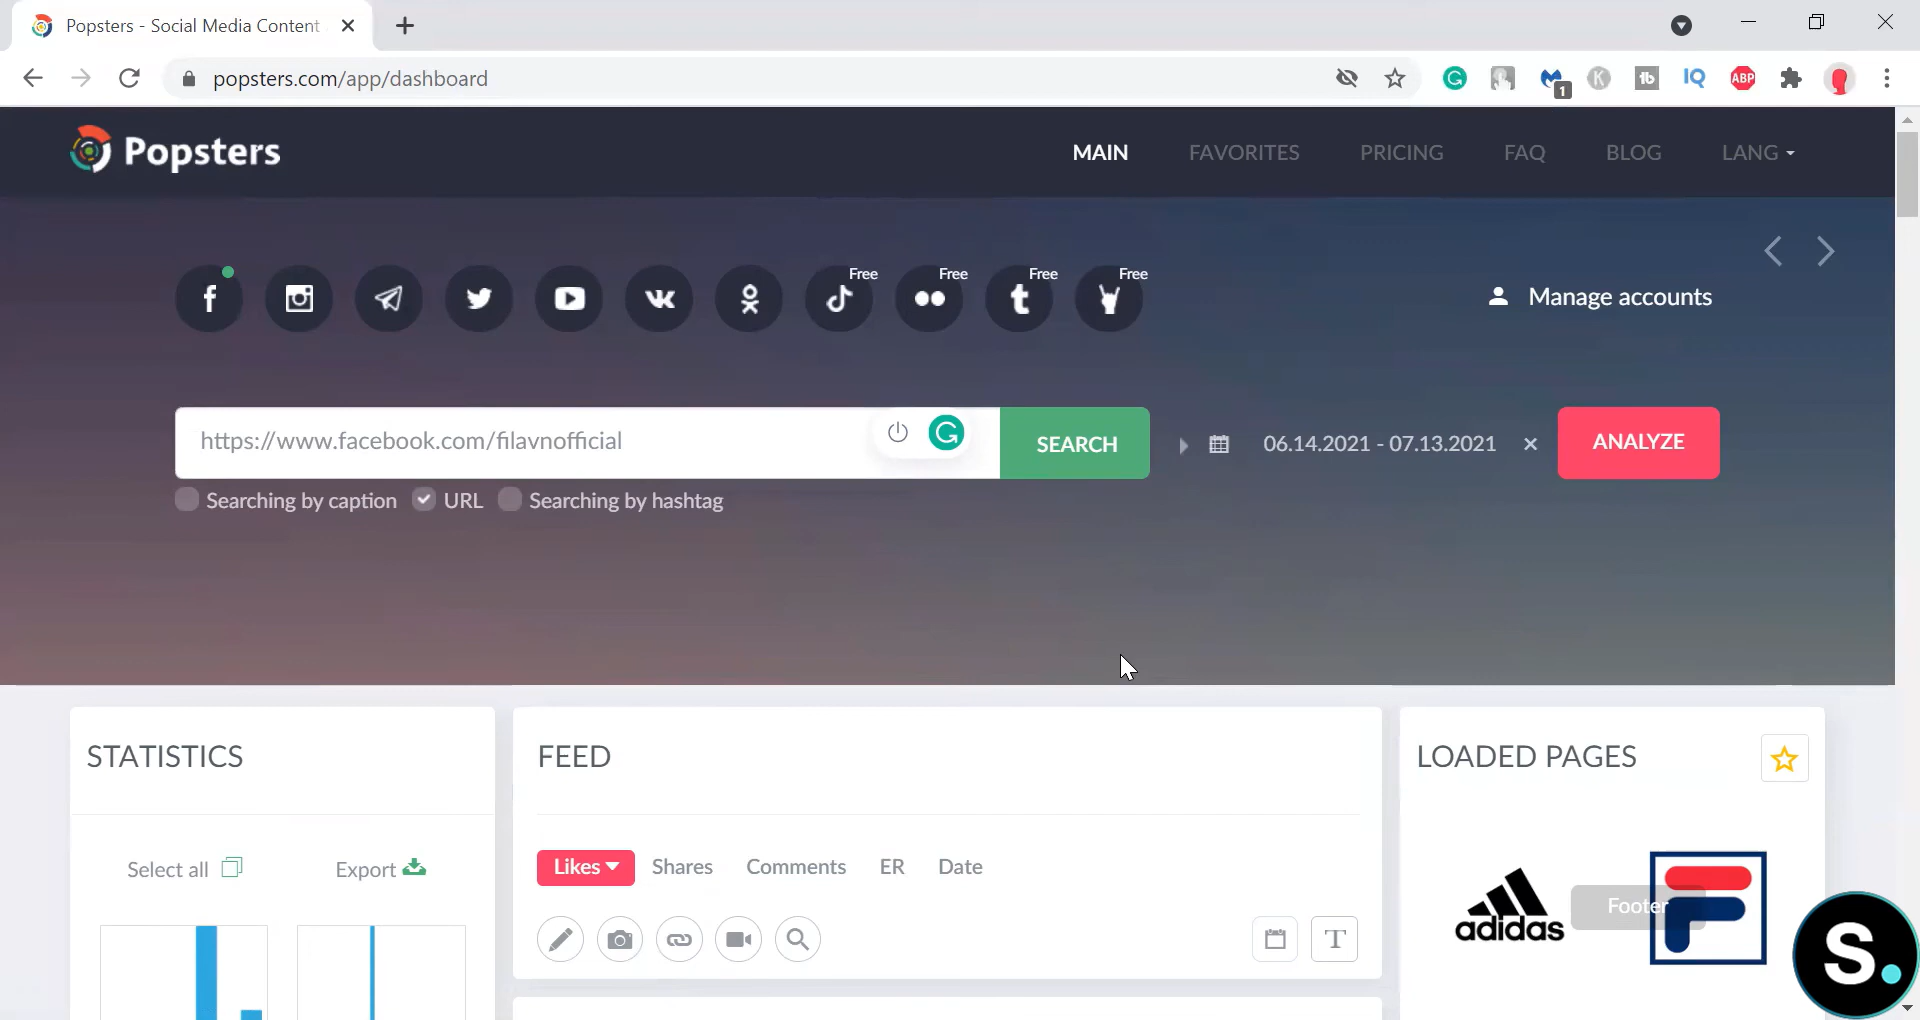 Popsters - Social Media Content
popsters.com/app/dashboard
1
K
tb
IQ
ABP
Popsters
MAIN FAVORITES PRICING FAQ BLOG LANG
Free Free Free Free
Manage accounts
https://www.facebook.com/filavnofficial
SEARCH
06.14.2021 - 07.13.2021
ANALYZE
Searching by caption URL Searching by hashtag
STATISTICS
Select all Export
FEED
Likes Shares Comments ER Date
T
LOADED PAGES
adidas
Footer
S.